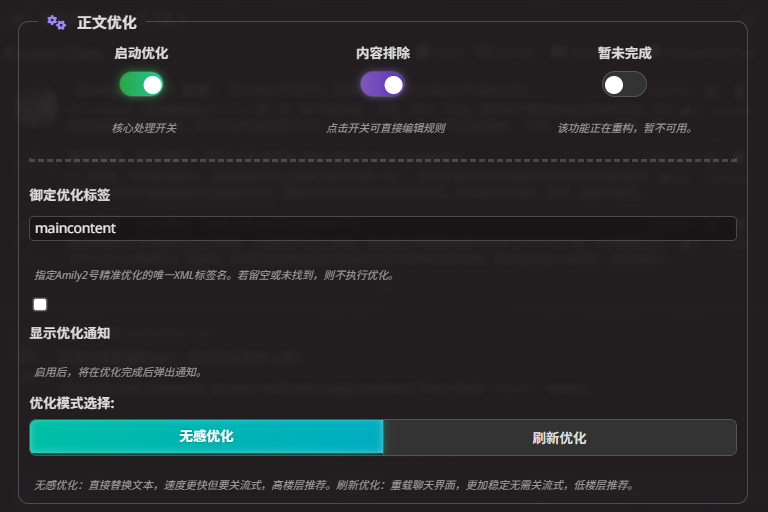 正文优化
启动优化
内容排除
暂未完成
核心处理开关
点击开关可直接编辑规则
该功能正在重构，暂不可用。
御定优化标签
maincontent
指定Amily2号精准优化的唯一XML标签名。若留空或未找到，则不执行优化。
显示优化通知
启用后，将在优化完成后弹出通知。
优化模式选择:
无感优化
刷新优化
无感优化：直接替换文本，速度更快但要关流式，高楼层推荐。刷新优化：重载聊天界面，更加稳定无需关流式，低楼层推荐。